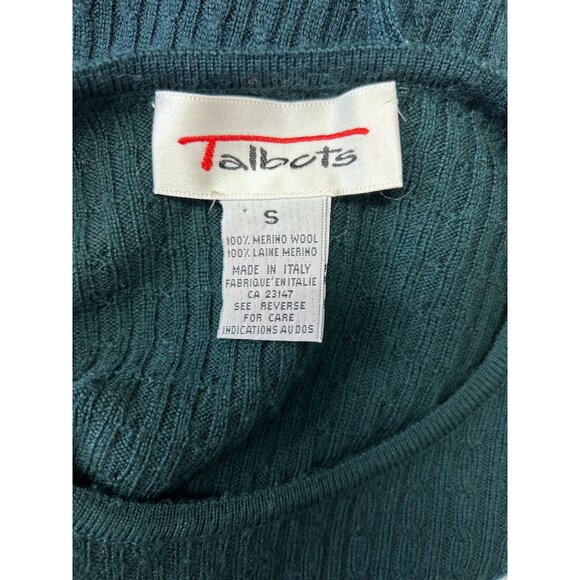 Talbots
S
100% MERINO WOOL
100% LAINE MERINO
MADE IN ITALY
FABRIQUÉ EN ITALIE
CA 23147
SEE REVERSE
FOR CARE
INDICATIONS AU DOS